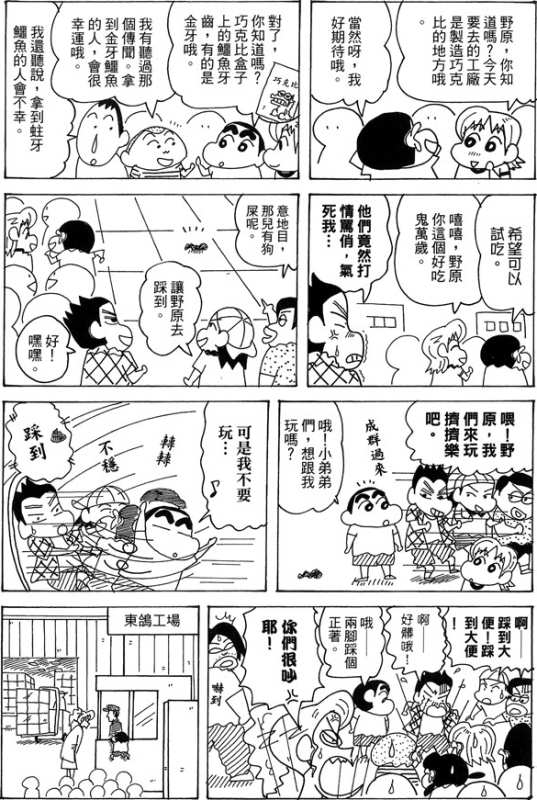 野原，你知
道嗎？今天
要去的工廠
是製造巧克
比的地方哦
當然呀，我
好期待哦。
對了，
你知道嗎？
巧克比盒子
上的鱷魚牙
齒，有的是
金牙哦。
巧克比
我有聽過那
個傳聞。拿
到金牙鱷魚
的人，會很
幸運哦。
我還聽說，拿到蛀牙
鱷魚的人會不幸。
希望可以
試吃。
嘻嘻，野原
你這個好吃
鬼萬歲。
他們竟然打
情罵俏，氣
死我…
意地目，
那兒有狗
屎呢。
讓野原去
踩到。
好！
嘿嘿。
喂！野
原，我
們來玩
擠擠樂
吧。
成群過來
哦！小弟弟
們，想跟我
玩嗎？
可是我不要
玩…
轉轉
不穩
踩到
啊——
踩到大
便！踩
到大便
啊——
好髒哦！
哦——
兩腳踩個
正著。
你們很吵
耶！
嚇到
東鴿工場